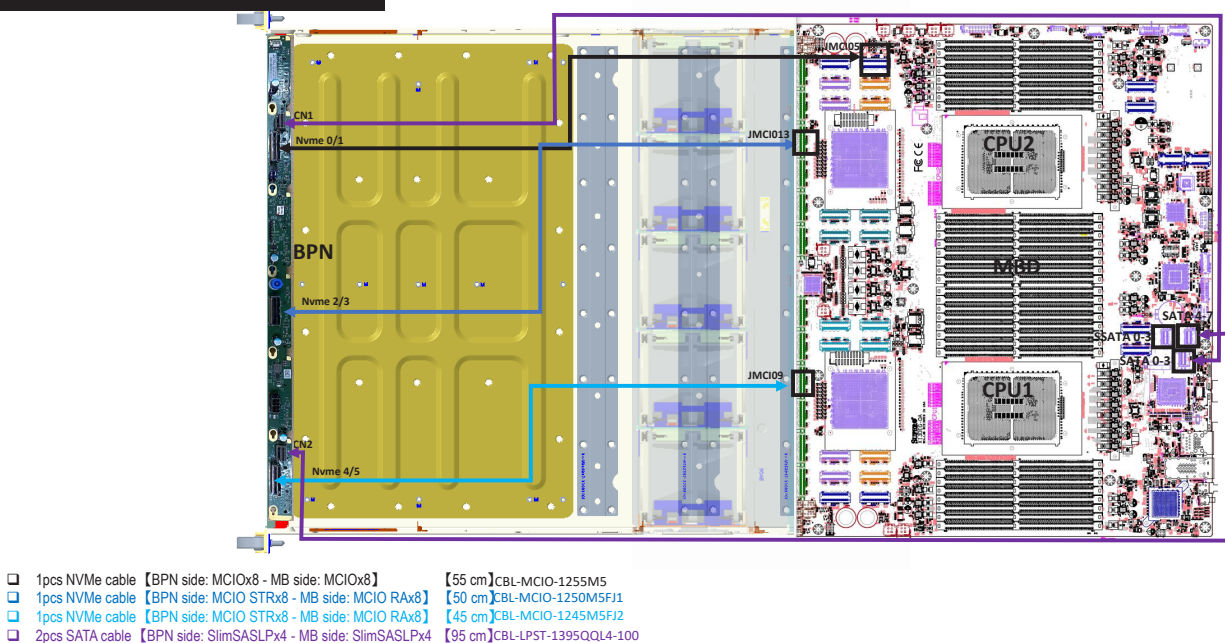 JMCI05
CN1
Nvme 0/1
JMCI013
CPU2
BPN
MBD
Nvme 2/3
SATA 4-7
SSATA 0-3
SATA 0-3
JMCI09
CPU1
CN2
Nvme 4/5
1pcs NVMe cable【BPN side: MCIOx8 - MB side: MCIOx8】 【55 cm】CBL-MCIO-1255M5
1pcs NVMe cable【BPN side: MCIO STRx8 - MB side: MCIO RAx8】 【50 cm】CBL-MCIO-1250M5FJ1
1pcs NVMe cable【BPN side: MCIO STRx8 - MB side: MCIO RAx8】 【45 cm】CBL-MCIO-1245M5FJ2
2pcs SATA cable【BPN side: SlimSASLPx4 - MB side: SlimSASLPx4 【95 cm】CBL-LPST-1395QQL4-100